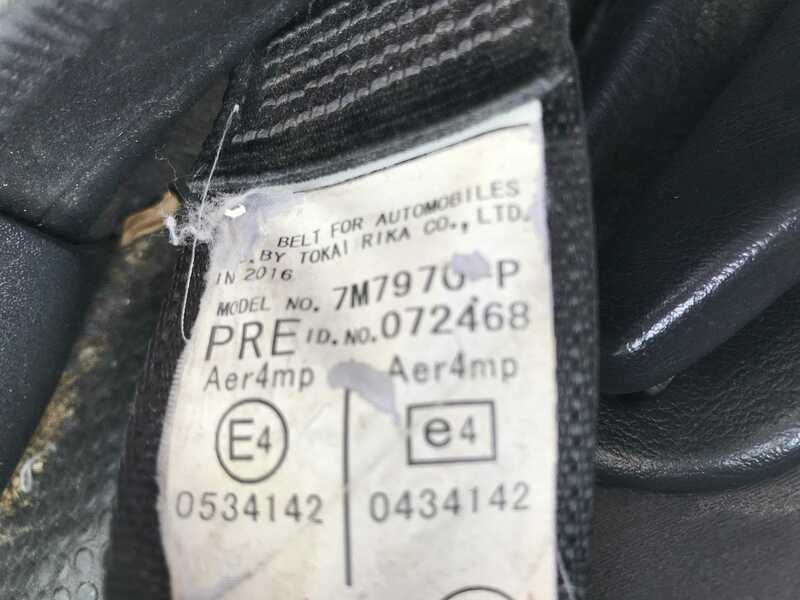 BELT FOR AUTOMOBILES
BY TOKAI RIKA CO., LTD.
IN 2016
MODEL NO. 7M7970 P
PRE ID.NO. 072468
Aer4mp Aer4mp
E4 e4
0534142 0434142